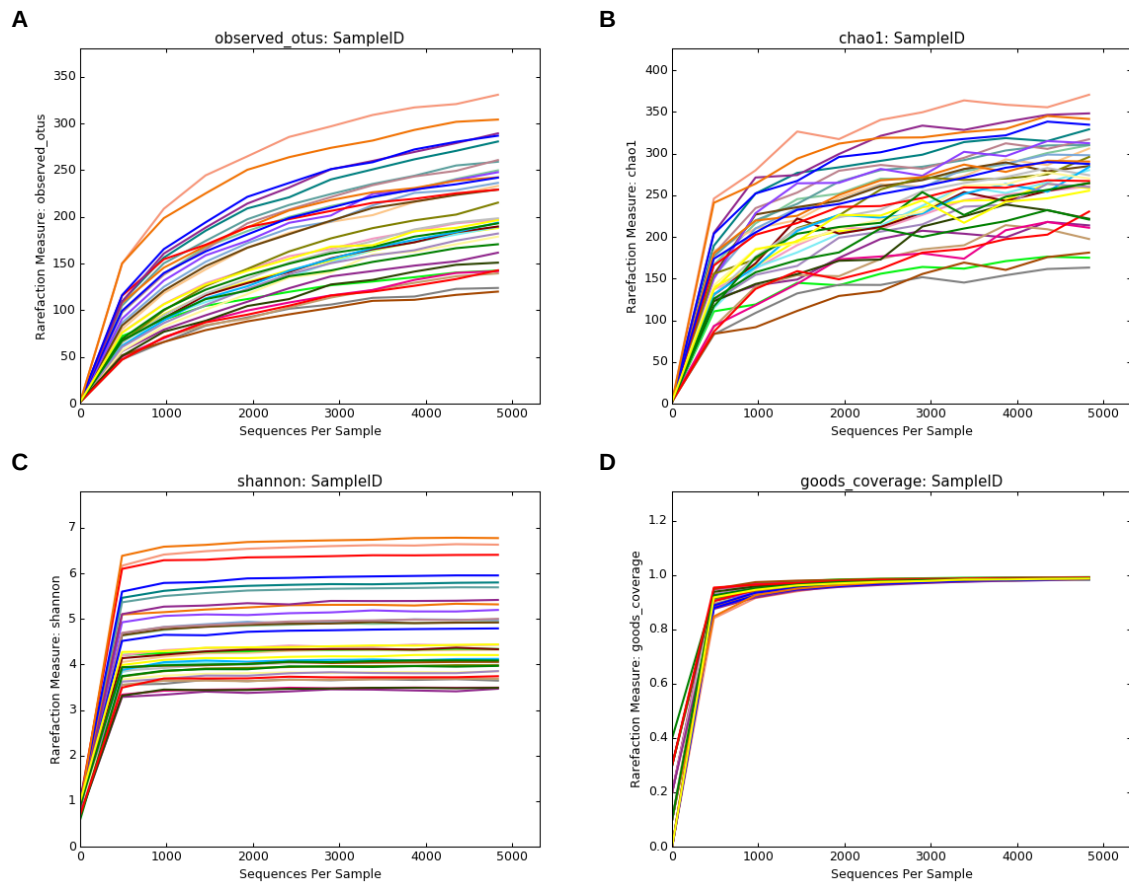 A
observed_otus: SampleID
Rarefaction Measure: observed_otus
350
300
250
200
150
100
50
0
0 1000 2000 3000 4000 5000
Sequences Per Sample
B
chao1: SampleID
Rarefaction Measure: chao1
400
350
300
250
200
150
100
50
0
0 1000 2000 3000 4000 5000
Sequences Per Sample
C
shannon: SampleID
Rarefaction Measure: shannon
7
6
5
4
3
2
1
0
0 1000 2000 3000 4000 5000
Sequences Per Sample
D
goods_coverage: SampleID
Rarefaction Measure: goods_coverage
1.2
1.0
0.8
0.6
0.4
0.2
0.0
0 1000 2000 3000 4000 5000
Sequences Per Sample